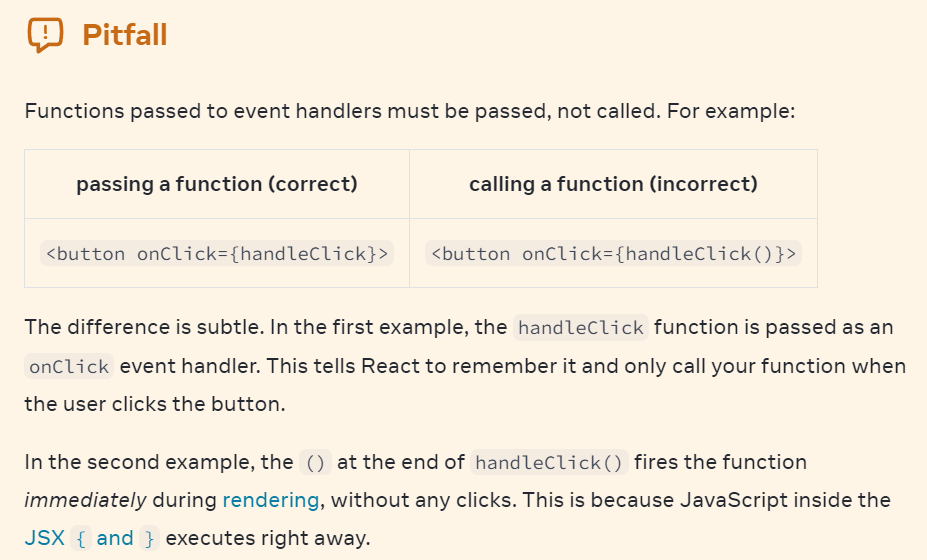 Pitfall
Functions passed to event handlers must be passed, not called. For example:
passing a function (correct)
calling a function (incorrect)
<button onClick={handleClick}>
<button onClick={handleClick()}>
The difference is subtle. In the first example, the handleClick function is passed as an
onClick event handler. This tells React to remember it and only call your function when
the user clicks the button.
In the second example, the () at the end of handleClick() fires the function
immediately during rendering, without any clicks. This is because JavaScript inside the
JSX { and } executes right away.